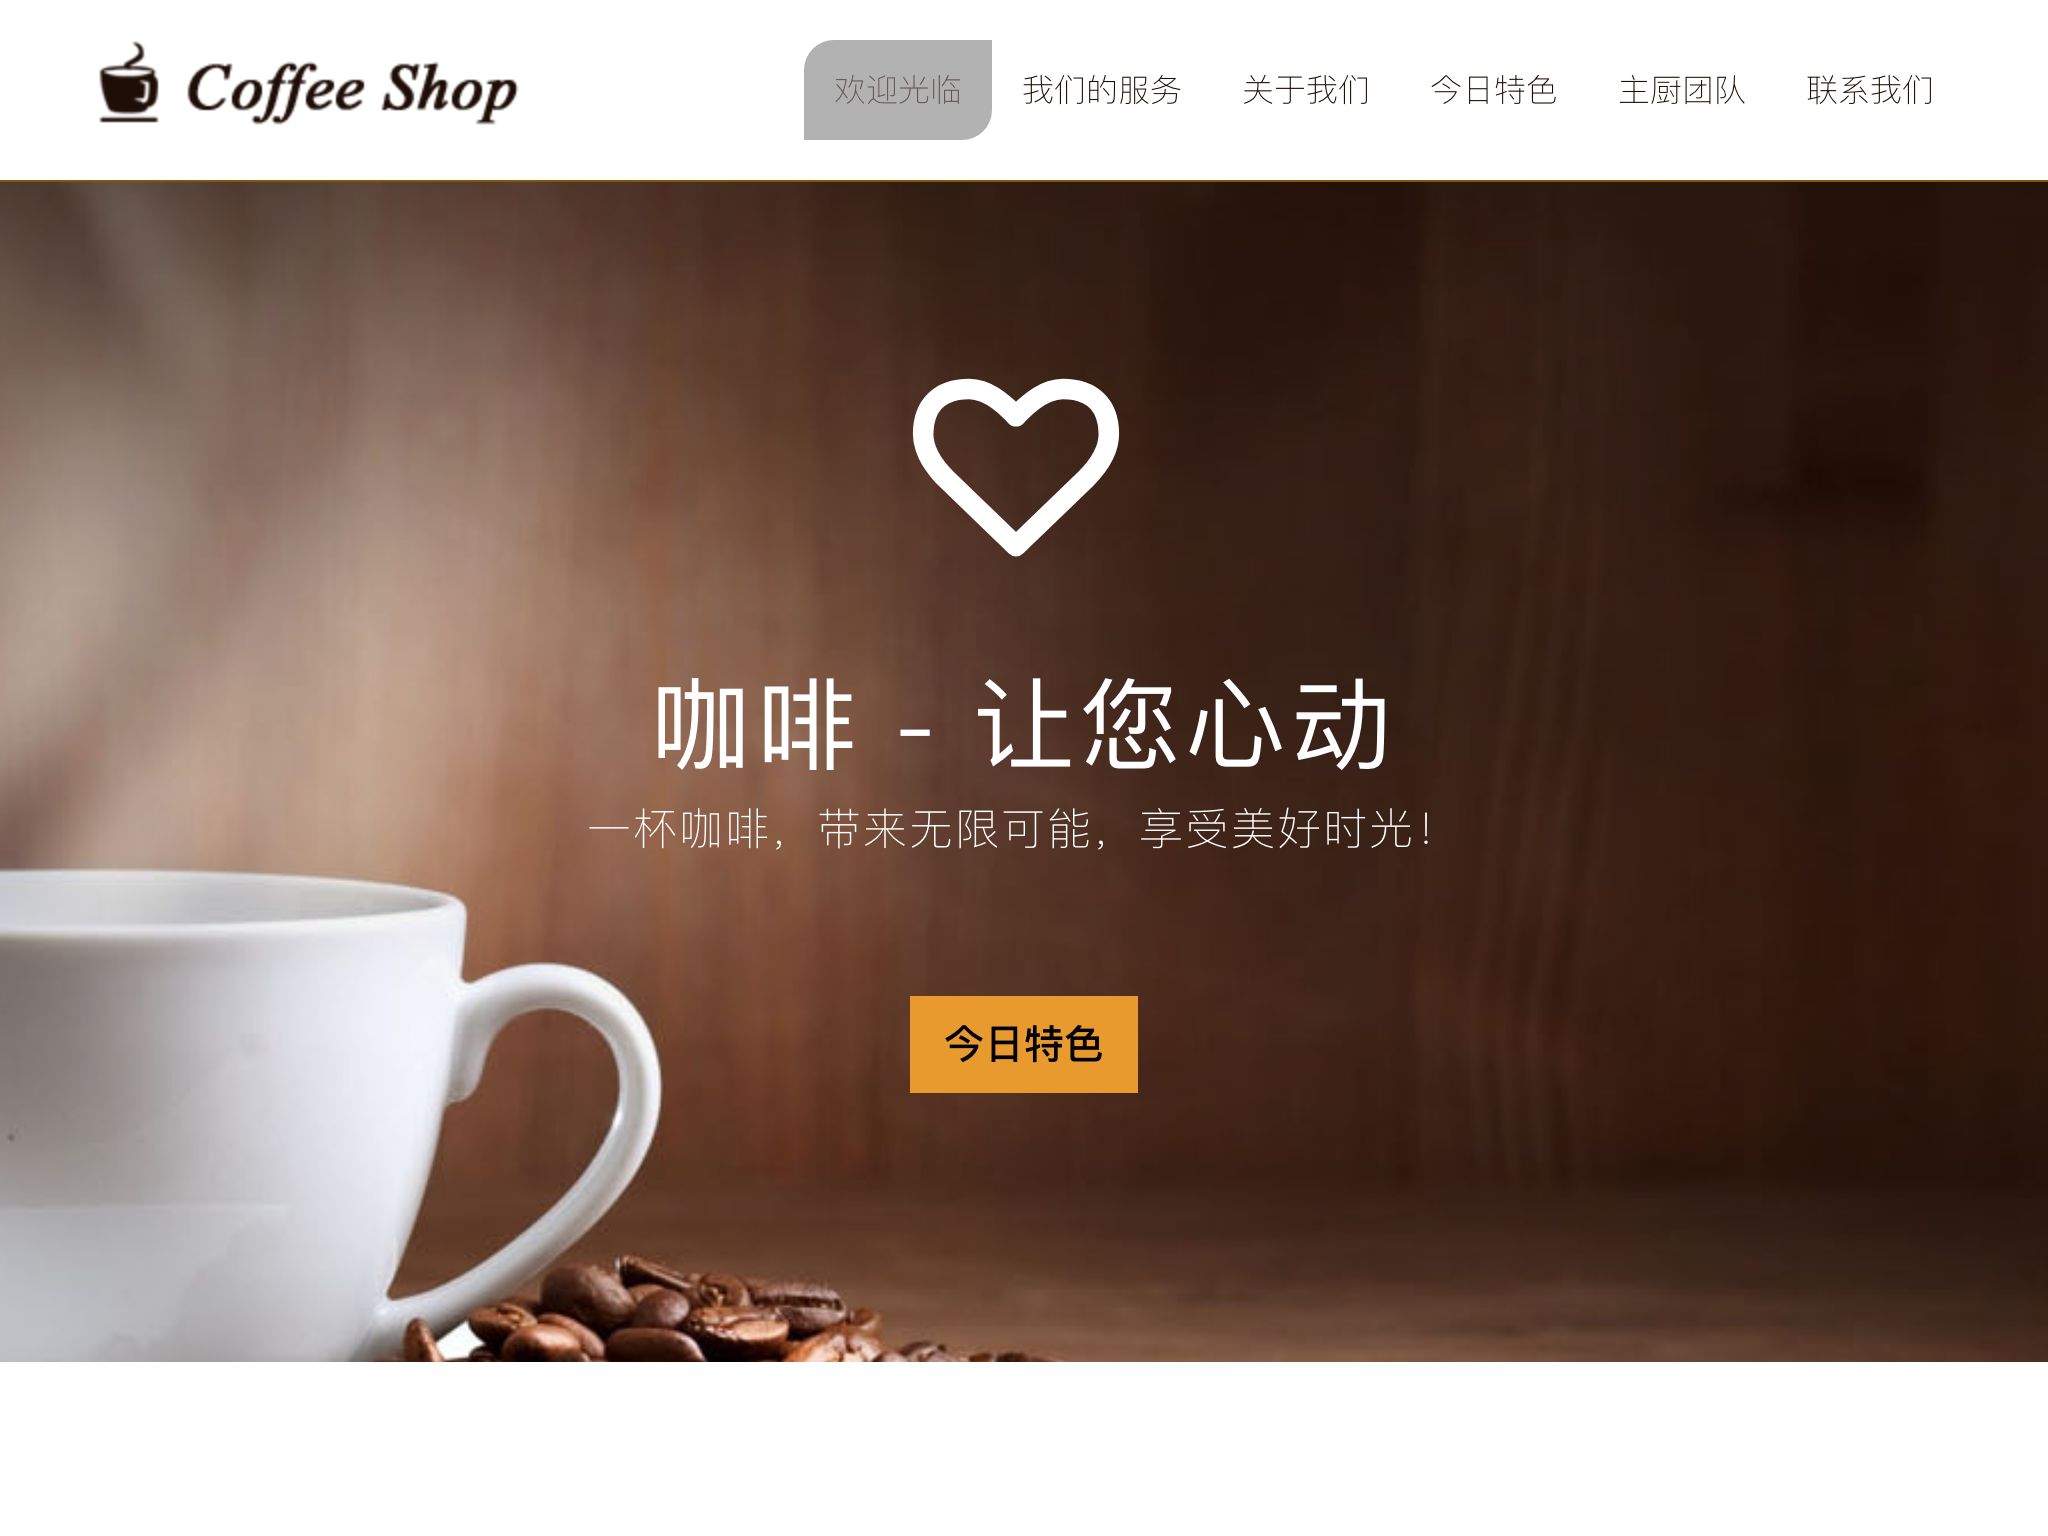 Coffee Shop
欢迎光临 我们的服务 关于我们 今日特色 主厨团队 联系我们
咖啡 - 让您心动
一杯咖啡，带来无限可能，享受美好时光！
今日特色